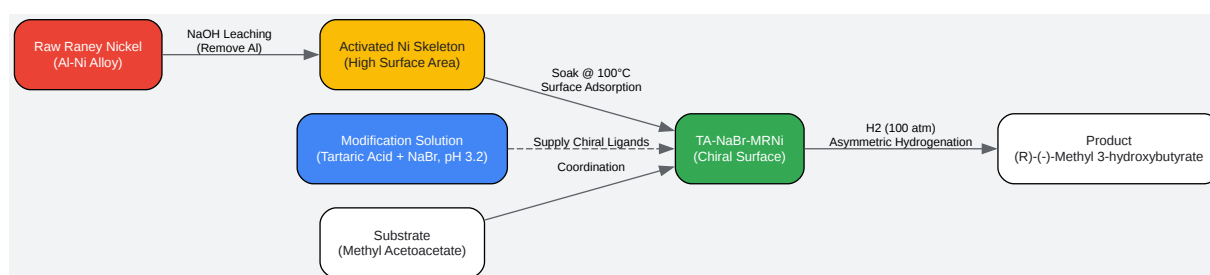 Raw Raney Nickel
(Al-Ni Alloy)
NaOH Leaching
(Remove Al)
Activated Ni Skeleton
(High Surface Area)
Soak @ 100°C
Surface Adsorption
Modification Solution
(Tartaric Acid + NaBr, pH 3.2)
Supply Chiral Ligands
Coordination
TA-NaBr-MRNi
(Chiral Surface)
H2 (100 atm)
Asymmetric Hydrogenation
Product
(R)-(-)-Methyl 3-hydroxybutyrate
Substrate
(Methyl Acetoacetate)